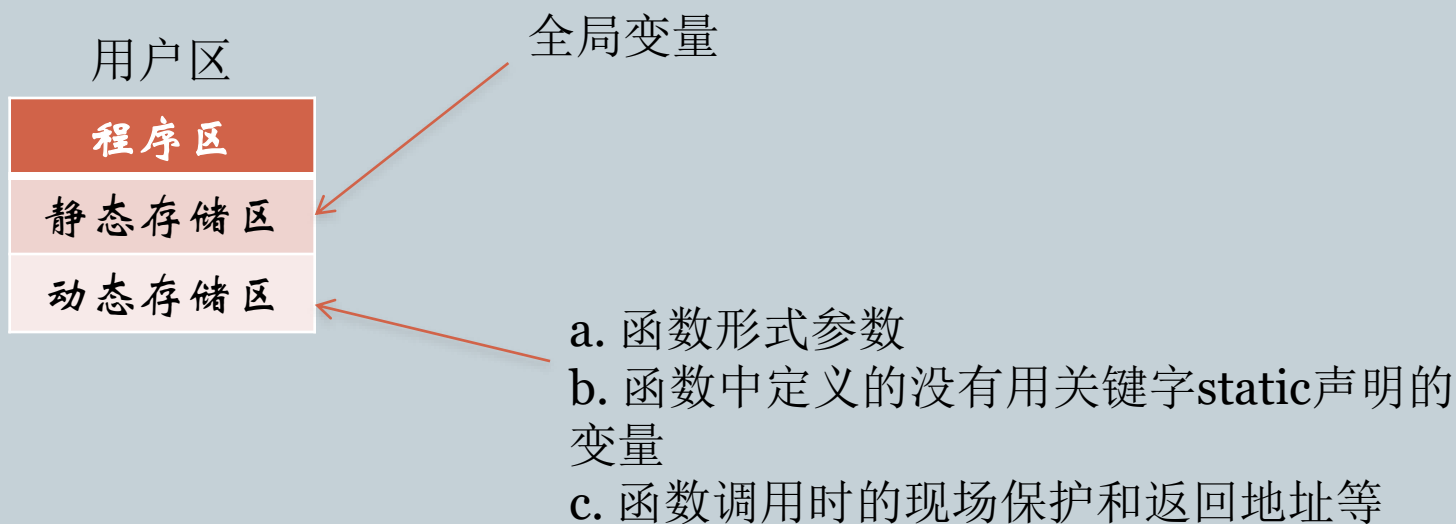 用户区
全局变量
程序区
静态存储区
动态存储区
a. 函数形式参数
b. 函数中定义的没有用关键字static声明的
变量
c. 函数调用时的现场保护和返回地址等